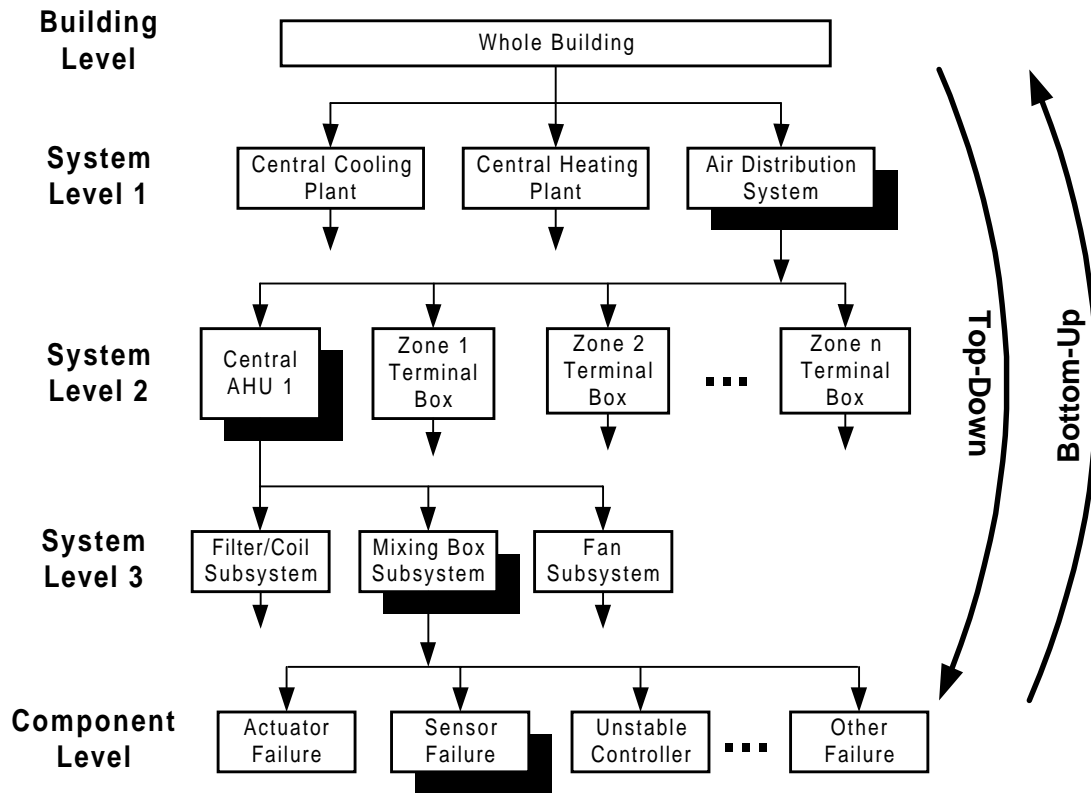 Building
Level
Whole Building
System
Level 1
Central Cooling
Plant
Central Heating
Plant
Air Distribution
System
System
Level 2
Central
AHU 1
Zone 1
Terminal
Box
Zone 2
Terminal
Box
Zone n
Terminal
Box
System
Level 3
Filter/Coil
Subsystem
Mixing Box
Subsystem
Fan
Subsystem
Component
Level
Actuator
Failure
Sensor
Failure
Unstable
Controller
Other
Failure
Top-Down
Bottom-Up